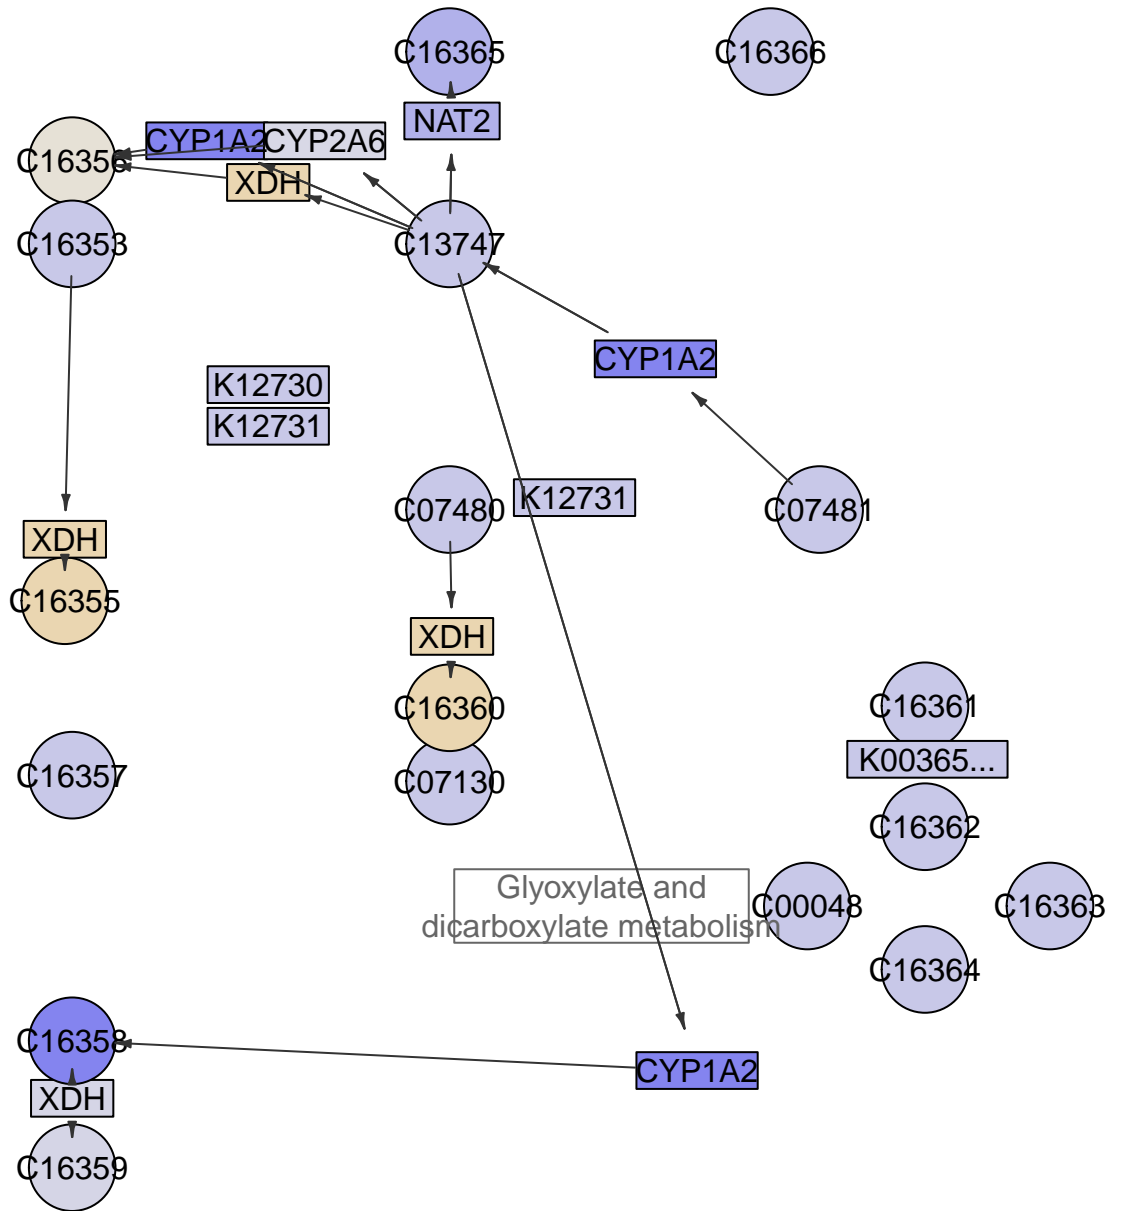 C16365
C16366
NAT2
CYP1A2
CYP2A6
C16356
XDH
C16353
C13747
CYP1A2
K12730
K12731
K12731
C07480
C07481
XDH
C16355
XDH
C16360
C16361
K00365...
C16357
C07130
C16362
Glyoxylate and
dicarboxylate metabolism
C00048
C16363
C16364
C16358
CYP1A2
XDH
C16359